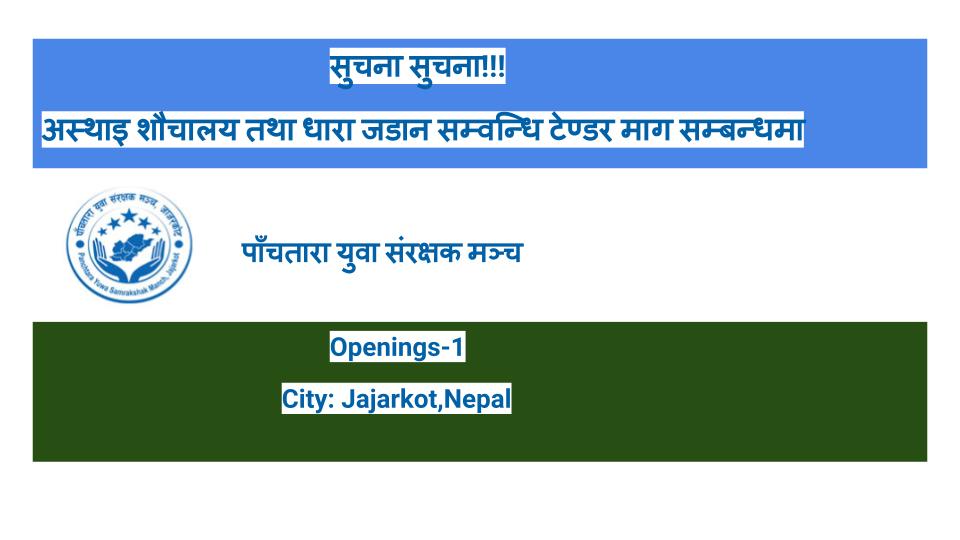 सुचना सुचना!!!
अस्थाइ शौचालय तथा धारा जडान सम्वन्धि टेण्डर माग सम्बन्धमा
पाँचतारा युवा संरक्षक मञ्च, जाजरकोट
Panchtara Yuwa Samrakshak Manch, Jajarkot
पाँचतारा युवा संरक्षक मञ्च
Openings-1
City: Jajarkot,Nepal